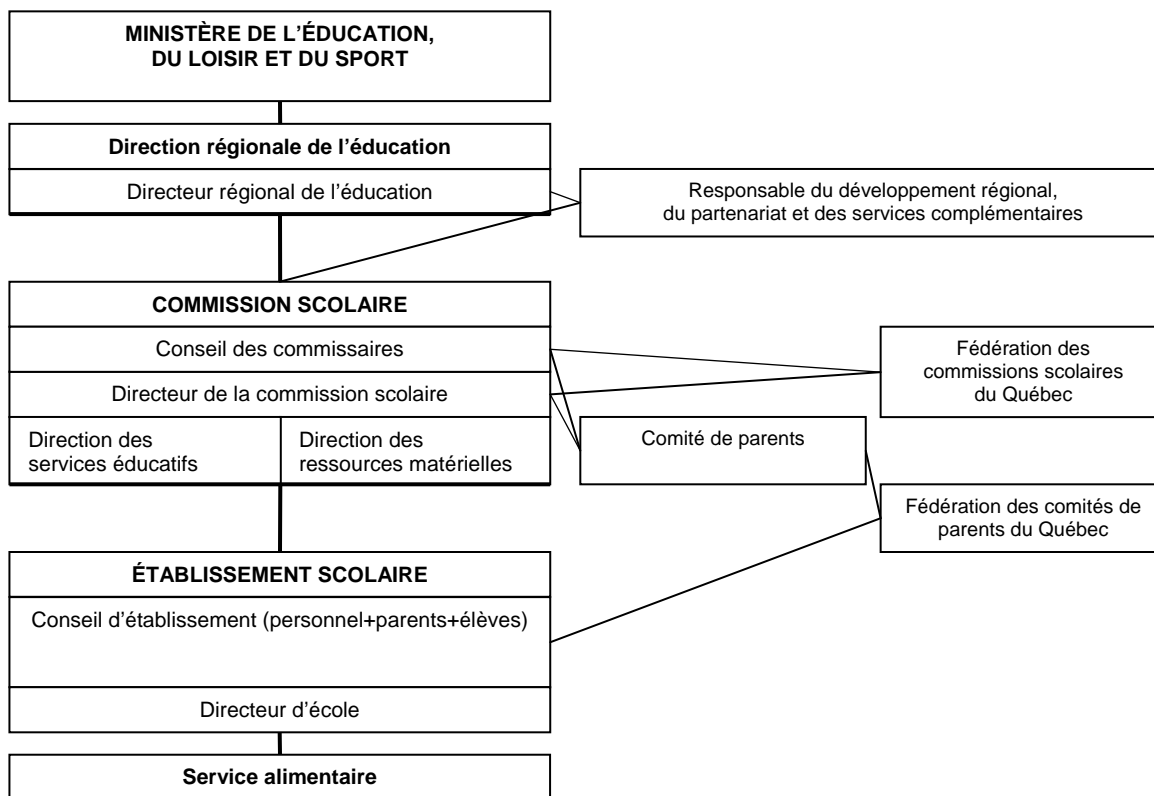 MINISTÈRE DE L’ÉDUCATION,
DU LOISIR ET DU SPORT
Direction régionale de l’éducation
Directeur régional de l’éducation
Responsable du développement régional,
du partenariat et des services complémentaires
COMMISSION SCOLAIRE
Conseil des commissaires
Directeur de la commission scolaire
Direction des
services éducatifs
Direction des
ressources matérielles
Fédération des
commissions scolaires
du Québec
Comité de parents
Fédération des comités de
parents du Québec
ÉTABLISSEMENT SCOLAIRE
Conseil d’établissement (personnel+parents+élèves)
Directeur d’école
Service alimentaire